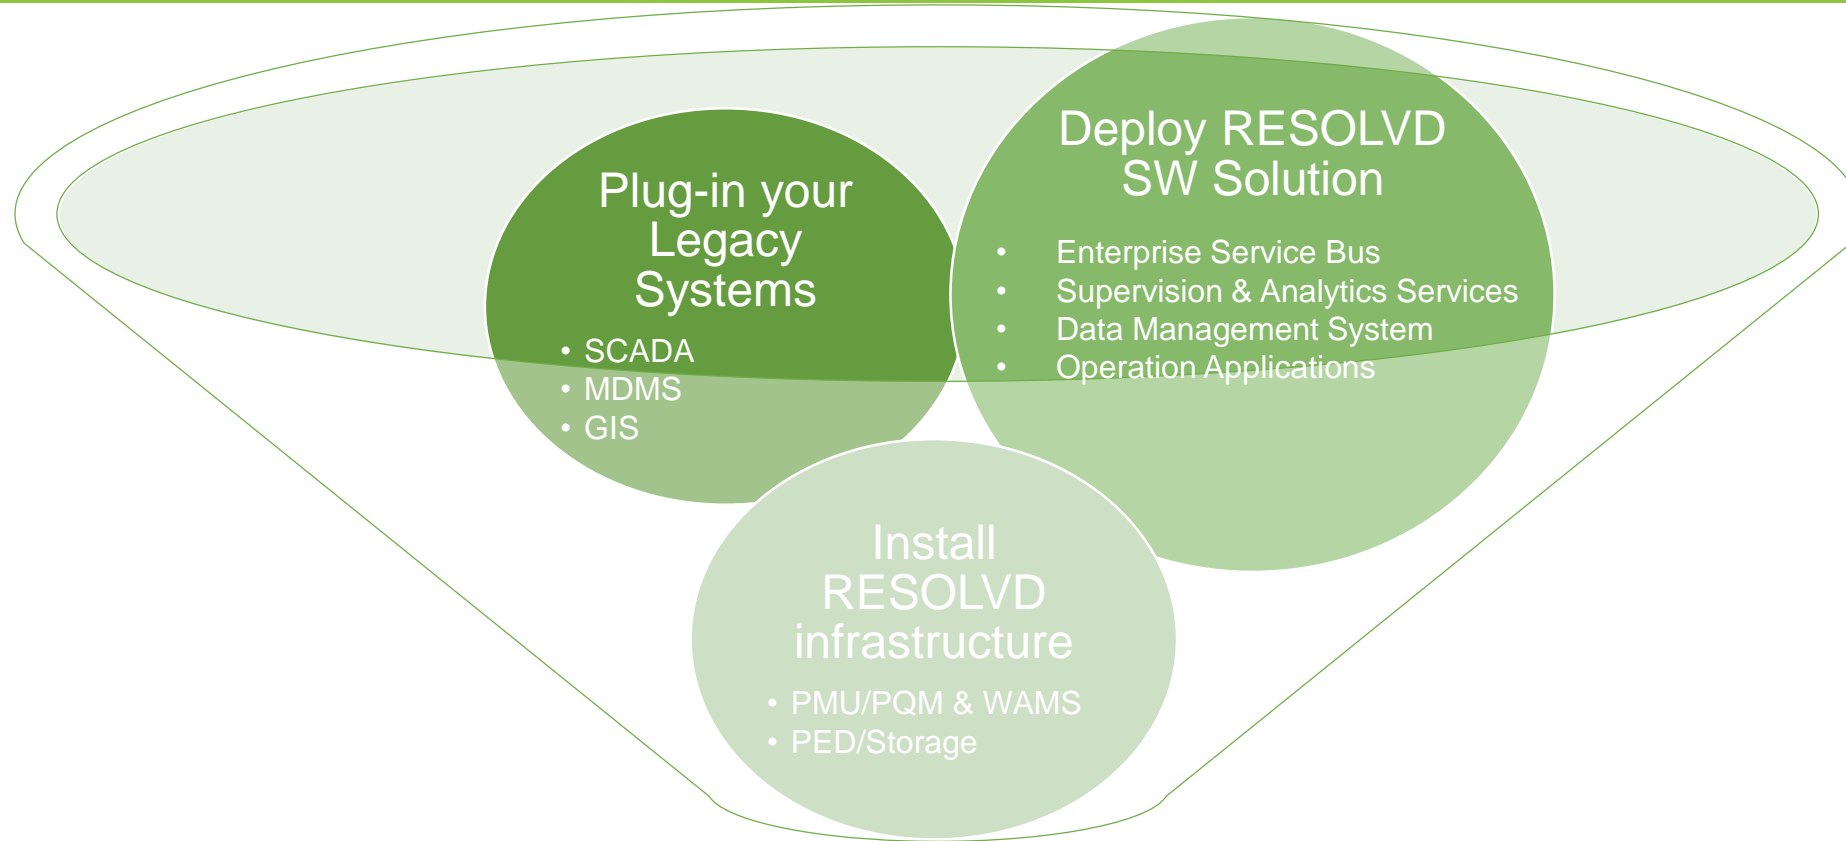 Plug-in your
Legacy
Systems
• SCADA
• MDMS
• GIS
Deploy RESOLVD
SW Solution
• Enterprise Service Bus
• Supervision & Analytics Services
• Data Management System
• Operation Applications
Install
RESOLVD
infrastructure
• PMU/PQM & WAMS
• PED/Storage